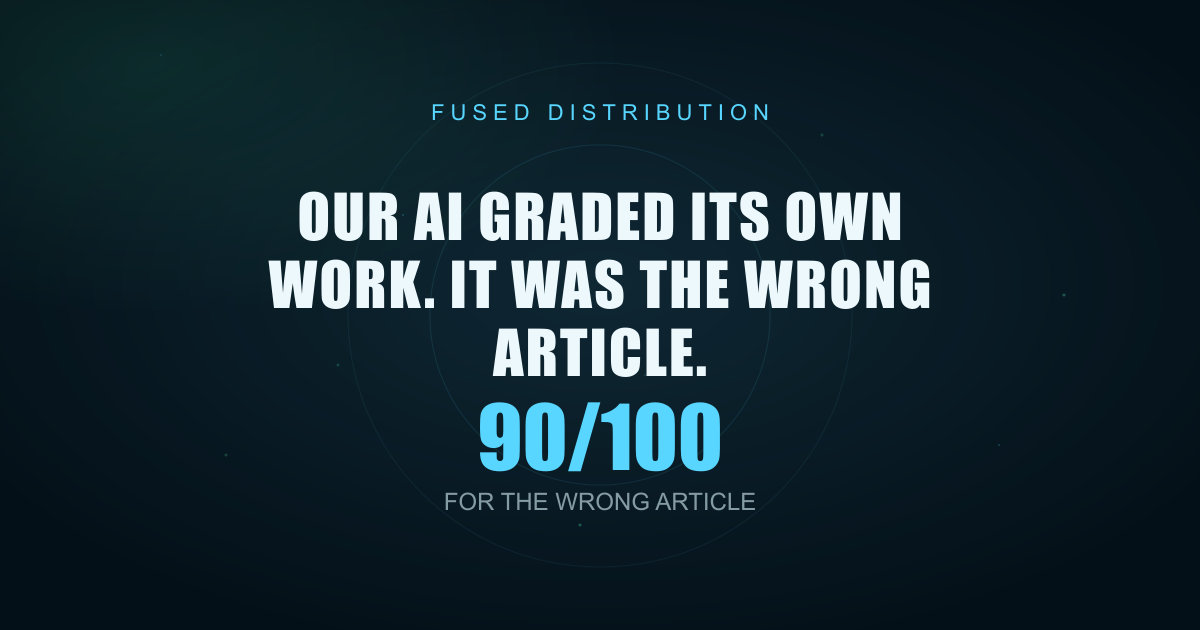 FUSED DISTRIBUTION
OUR AI GRADED ITS OWN
WORK. IT WAS THE WRONG
ARTICLE.
90/100
FOR THE WRONG ARTICLE